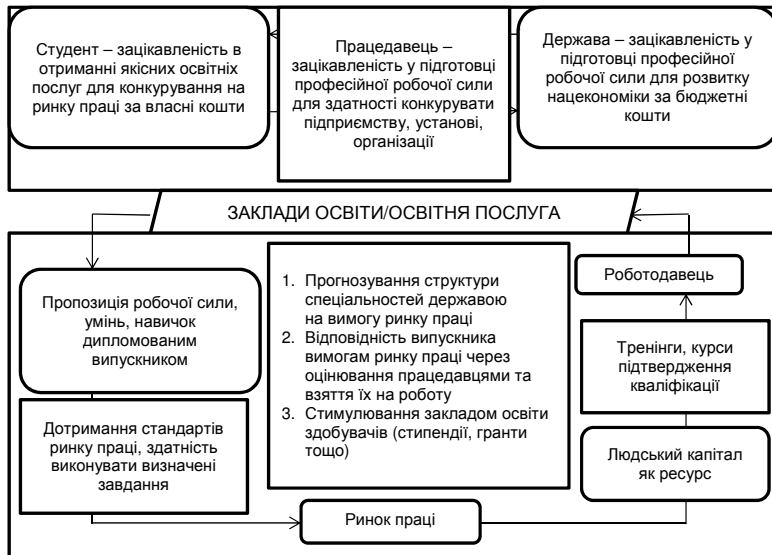 Студент – зацікавленість в
отриманні якісних освітніх
послуг для конкурування на
ринку праці за власні кошти
Працедавець –
зацікавленість у підготовці
професійної робочої сили
для здатності конкурувати
підприємству, установі,
організації
Держава – зацікавленість у
підготовці професійної
робочої сили для розвитку
нацекономіки за бюджетні
кошти
ЗАКЛАДИ ОСВІТИ/ОСВІТНЯ ПОСЛУГА
Пропозиція робочої сили,
умінь, навичок
дипломованим
випускником
Дотримання стандартів
ринку праці, здатність
виконувати визначені
завдання
1. Прогнозування структури
спеціальностей державою
на вимогу ринку праці
2. Відповідність випускника
вимогам ринку праці через
оцінювання працедавцями та
взяття їх на роботу
3. Стимулювання закладом освіти
здобувачів (стипендії, гранти
тощо)
Роботодавець
Тренінги, курси
підтвердження
кваліфікації
Людський капітал
як ресурс
Ринок праці